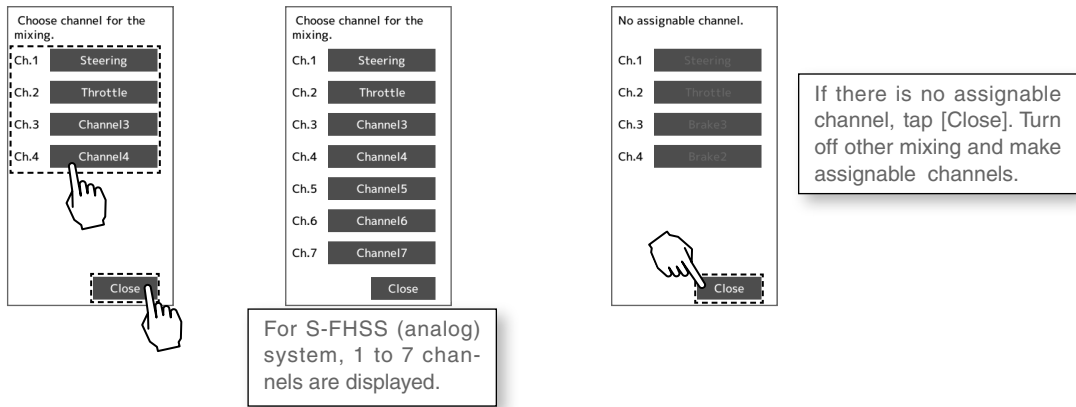 Choose channel for the
mixing.
Ch.1 Steering
Ch.2 Throttle
Ch.3 Channel3
Ch.4 Channel4
Close
Choose channel for the
mixing.
Ch.1 Steering
Ch.2 Throttle
Ch.3 Channel3
Ch.4 Channel4
Ch.5 Channel5
Ch.6 Channel6
Ch.7 Channel7
Close
For S-FHSS (analog)
system, 1 to 7 chan-
nels are displayed.
No assignable channel.
Ch.1 Steering
Ch.2 Throttle
Ch.3 Brake3
Ch.4 Brake2
Close
If there is no assignable
channel, tap [Close]. Turn
off other mixing and make
assignable channels.